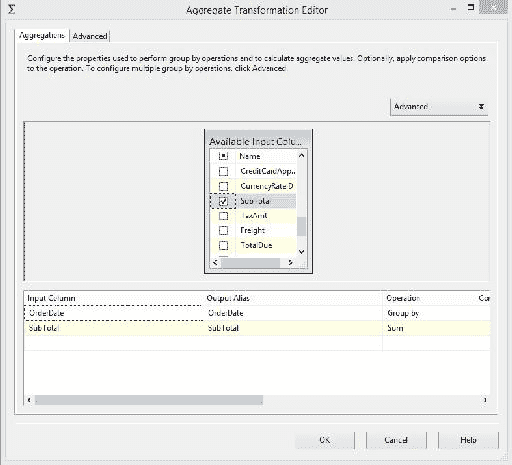 Σ Aggregate Transformation Editor
Aggregations Advanced
Configure the properties used to perform group by operations and to calculate aggregate values. Optionally, apply comparison options
to the operation. To configure multiple group by operations, click Advanced.
Advanced
Available Input Colu...
Name
CreditCardApp...
CurrencyRateID
SubTotal
TaxAmt
Freight
TotalDue
Input Column Output Alias Operation Co
OrderDate OrderDate Group by
SubTotal SubTotal Sum
OK Cancel Help